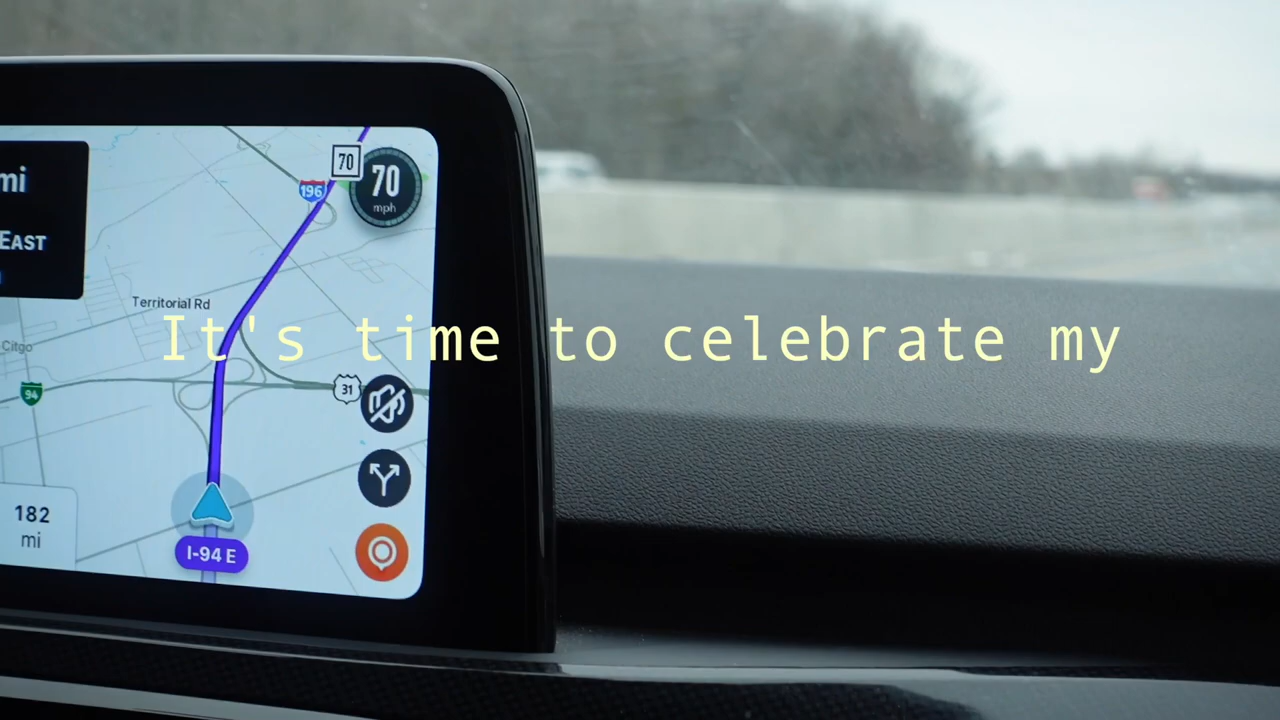 mi
EAST
70
70
mph
196
Territorial Rd
It's time to celebrate my
Citgo
94
31
182
mi
I-94 E